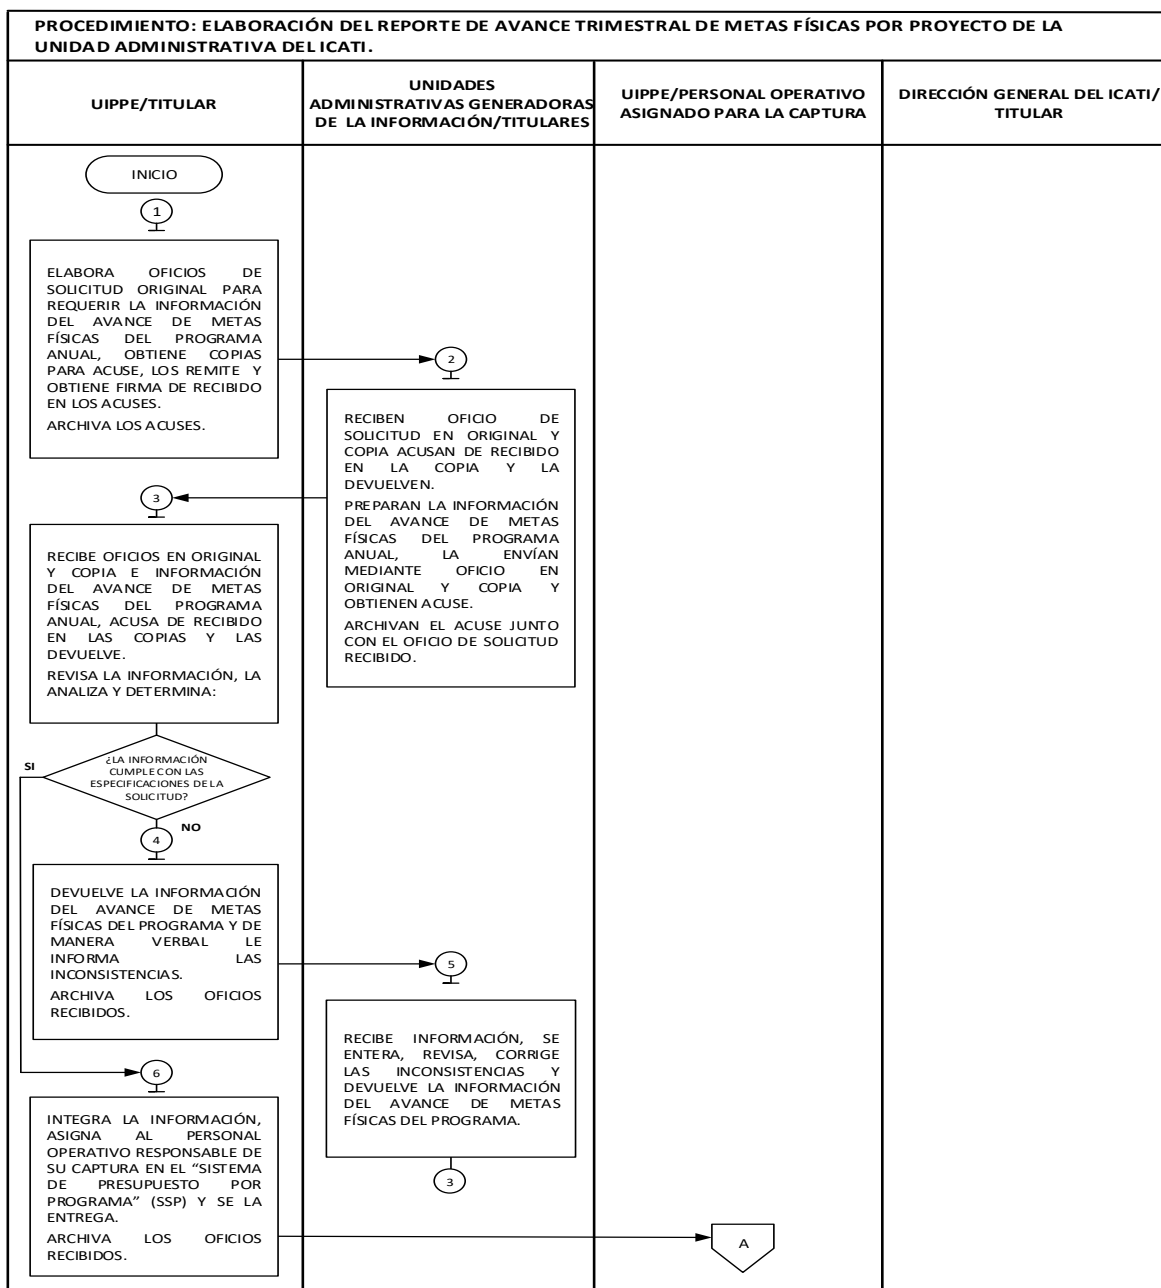 PROCEDIMIENTO: ELABORACIÓN DEL REPORTE DE AVANCE TRIMESTRAL DE METAS FÍSICAS POR PROYECTO DE LA
UNIDAD ADMINISTRATIVA DEL ICATI.
UIPPE/TITULAR
UNIDADES
ADMINISTRATIVAS GENERADORAS
DE LA INFORMACIÓN/TITULARES
UIPPE/PERSONAL OPERATIVO
ASIGNADO PARA LA CAPTURA
DIRECCIÓN GENERAL DEL ICATI/
TITULAR
INICIO
1
ELABORA OFICIOS DE
SOLICITUD ORIGINAL PARA
REQUERIR LA INFORMACIÓN
DEL AVANCE DE METAS
FÍSICAS DEL PROGRAMA
ANUAL, OBTIENE COPIAS
PARA ACUSE, LOS REMITE Y
OBTIENE FIRMA DE RECIBIDO
EN LOS ACUSES.
ARCHIVA LOS ACUSES.
2
RECIBEN OFICIO DE
SOLICITUD EN ORIGINAL Y
COPIA ACUSAN DE RECIBIDO
EN LA COPIA Y LA
DEVUELVEN.
PREPARAN LA INFORMACIÓN
DEL AVANCE DE METAS
FÍSICAS DEL PROGRAMA
ANUAL, LA ENVÍAN
MEDIANTE OFICIO EN
ORIGINAL Y COPIA Y
OBTIENEN ACUSE.
ARCHIVAN EL ACUSE JUNTO
CON EL OFICIO DE SOLICITUD
RECIBIDO.
3
RECIBE OFICIOS EN ORIGINAL
Y COPIA E INFORMACIÓN
DEL AVANCE DE METAS
FÍSICAS DEL PROGRAMA
ANUAL, ACUSA DE RECIBIDO
EN LAS COPIAS Y LAS
DEVUELVE.
REVISA LA INFORMACIÓN, LA
ANALIZA Y DETERMINA:
¿LA INFORMACIÓN
CUMPLE CON LAS
ESPECIFICACIONES DE LA
SOLICITUD?
SI
NO
4
DEVUELVE LA INFORMACIÓN
DEL AVANCE DE METAS
FÍSICAS DEL PROGRAMA Y DE
MANERA VERBAL LE
INFORMA LAS
INCONSISTENCIAS.
ARCHIVA LOS OFICIOS
RECIBIDOS.
5
RECIBE INFORMACIÓN, SE
ENTERA, REVISA, CORRIGE
LAS INCONSISTENCIAS Y
DEVUELVE LA INFORMACIÓN
DEL AVANCE DE METAS
FÍSICAS DEL PROGRAMA.
3
6
INTEGRA LA INFORMACIÓN,
ASIGNA AL PERSONAL
OPERATIVO RESPONSABLE DE
SU CAPTURA EN EL “SISTEMA
DE PRESUPUESTO POR
PROGRAMA” (SSP) Y SE LA
ENTREGA.
ARCHIVA LOS OFICIOS
RECIBIDOS.
A